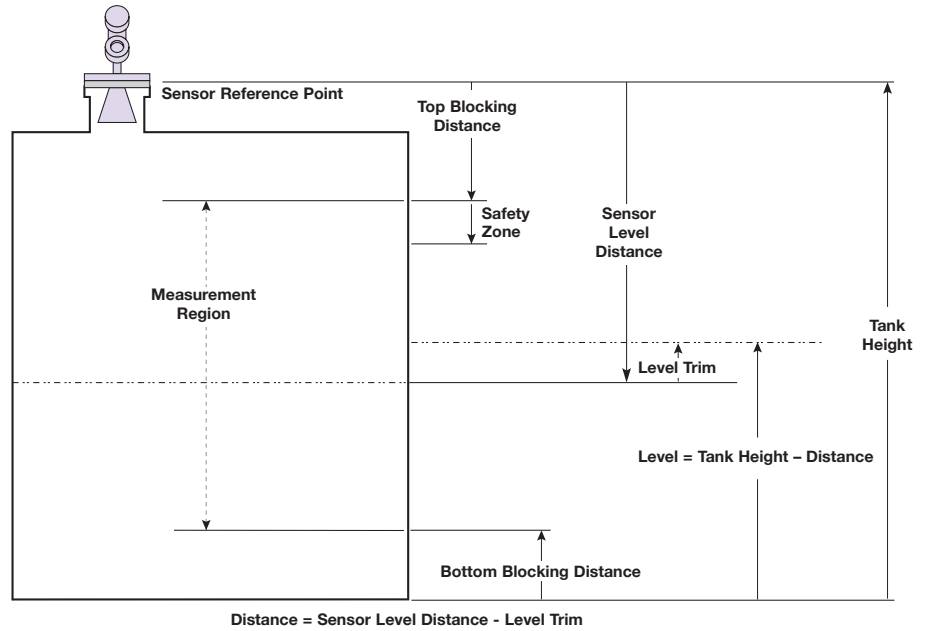 Sensor Reference Point
Top Blocking
Distance
Safety
Zone
Sensor
Level
Distance
Measurement
Region
Tank
Height
Level Trim
Level = Tank Height – Distance
Bottom Blocking Distance
Distance = Sensor Level Distance - Level Trim